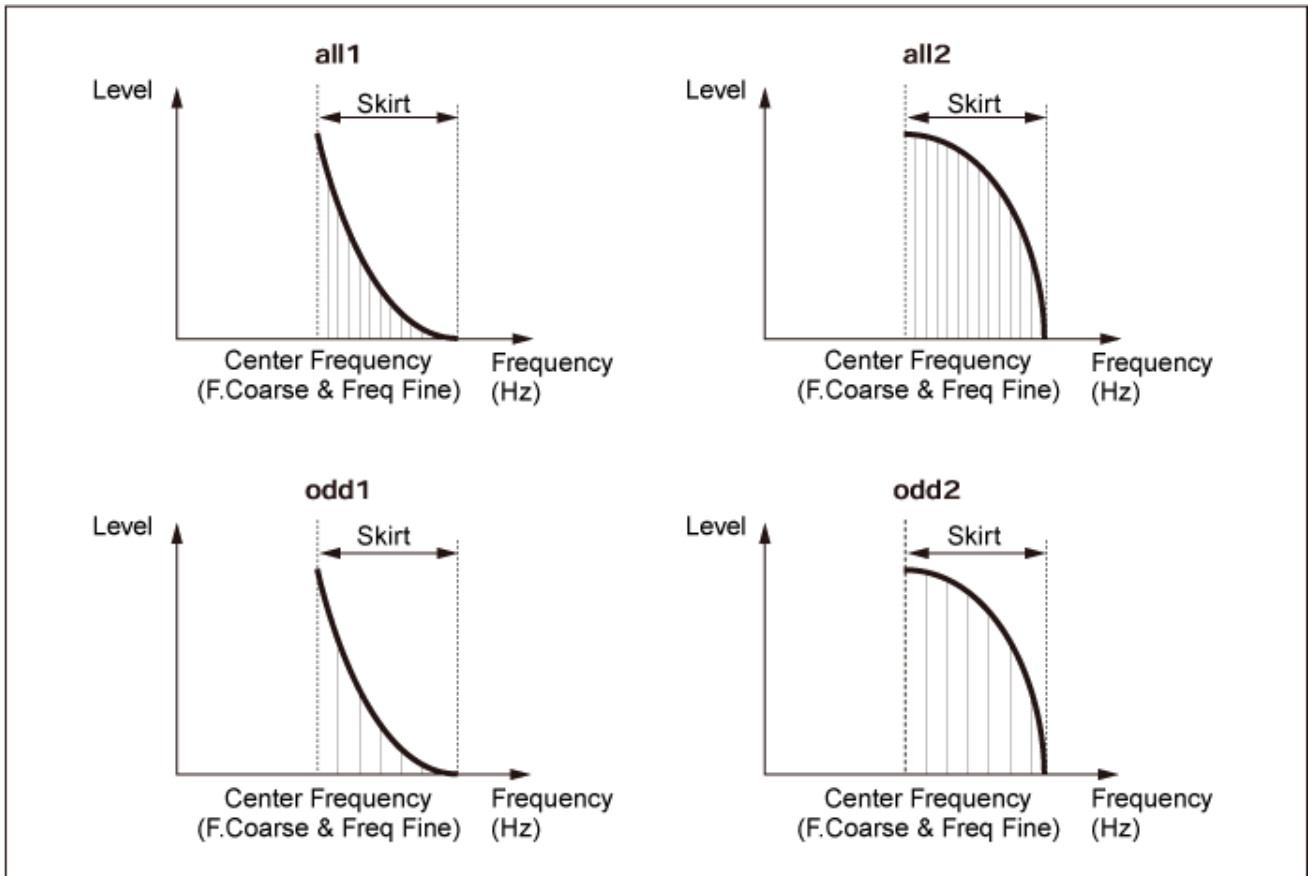 all1
Level
Skirt
Center Frequency
(F.Coarse & Freq Fine)
Frequency
(Hz)
all2
Level
Skirt
Center Frequency
(F.Coarse & Freq Fine)
Frequency
(Hz)
odd1
Level
Skirt
Center Frequency
(F.Coarse & Freq Fine)
Frequency
(Hz)
odd2
Level
Skirt
Center Frequency
(F.Coarse & Freq Fine)
Frequency
(Hz)